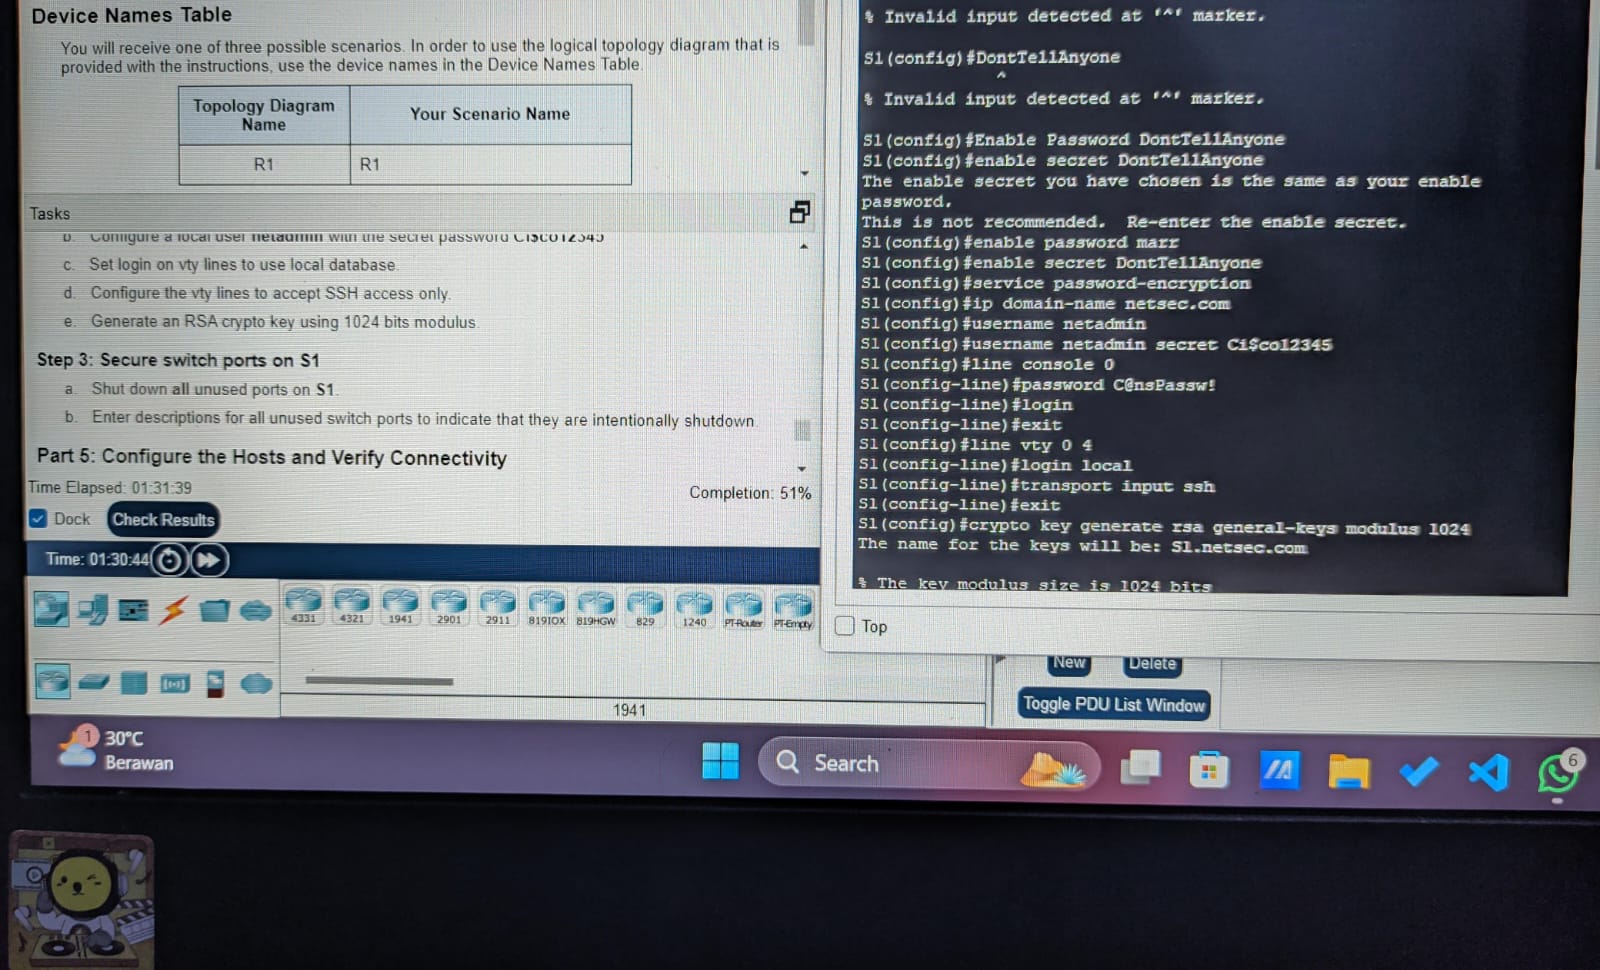 Device Names Table
You will receive one of three possible scenarios. In order to use the logical topology diagram that is
provided with the instructions, use the device names in the Device Names Table.
Topology Diagram
Name
Your Scenario Name
R1
R1
Tasks
b. Configure a local user netadmin with the secret password Ci$co12345
c. Set login on vty lines to use local database.
d. Configure the vty lines to accept SSH access only.
e. Generate an RSA crypto key using 1024 bits modulus.
Step 3: Secure switch ports on S1
a. Shut down all unused ports on S1.
b. Enter descriptions for all unused switch ports to indicate that they are intentionally shutdown.
Part 5: Configure the Hosts and Verify Connectivity
Time Elapsed: 01:31:39
Completion: 51%
Dock
Check Results
Time: 01:30:44
4331 4321 1941 2901 2911 819IOX 819HGW 829 1240 PT-Router PT-Empty
1941
% Invalid input detected at '^' marker.
S1(config)#DontTellAnyone
^
% Invalid input detected at '^' marker.
S1(config)#Enable Password DontTellAnyone
S1(config)#enable secret DontTellAnyone
The enable secret you have chosen is the same as your enable
password.
This is not recommended. Re-enter the enable secret.
S1(config)#enable password marr
S1(config)#enable secret DontTellAnyone
S1(config)#service password-encryption
S1(config)#ip domain-name netsec.com
S1(config)#username netadmin
S1(config)#username netadmin secret Ci$co12345
S1(config)#line console 0
S1(config-line)#password C@nsPassw!
S1(config-line)#login
S1(config-line)#exit
S1(config)#line vty 0 4
S1(config-line)#login local
S1(config-line)#transport input ssh
S1(config-line)#exit
S1(config)#crypto key generate rsa general-keys modulus 1024
The name for the keys will be: S1.netsec.com
% The key modulus size is 1024 bits
Top
New
Delete
Toggle PDU List Window
1
30°C
Berawan
Search
6